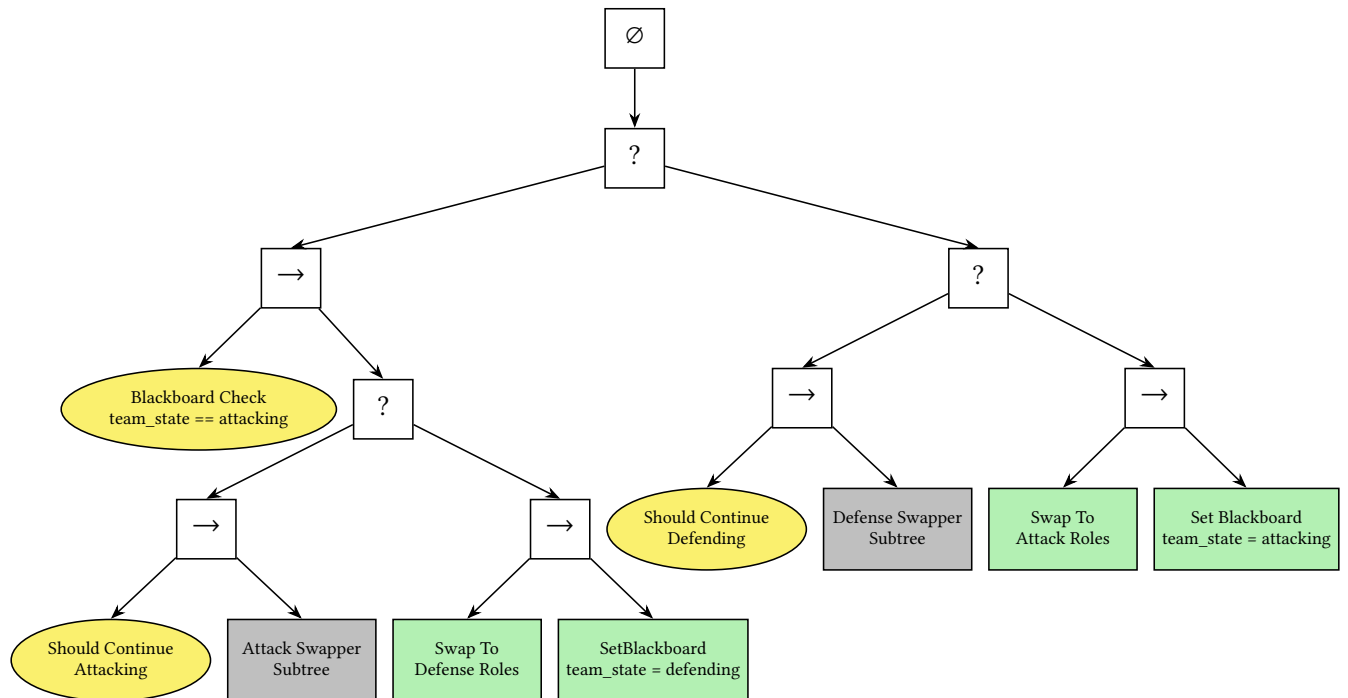 ∅
?
→
?
Blackboard Check
team_state == attacking
?
→
→
→
→
Should Continue
Defending
Defense Swapper
Subtree
Swap To
Attack Roles
Set Blackboard
team_state = attacking
Should Continue
Attacking
Attack Swapper
Subtree
Swap To
Defense Roles
SetBlackboard
team_state = defending